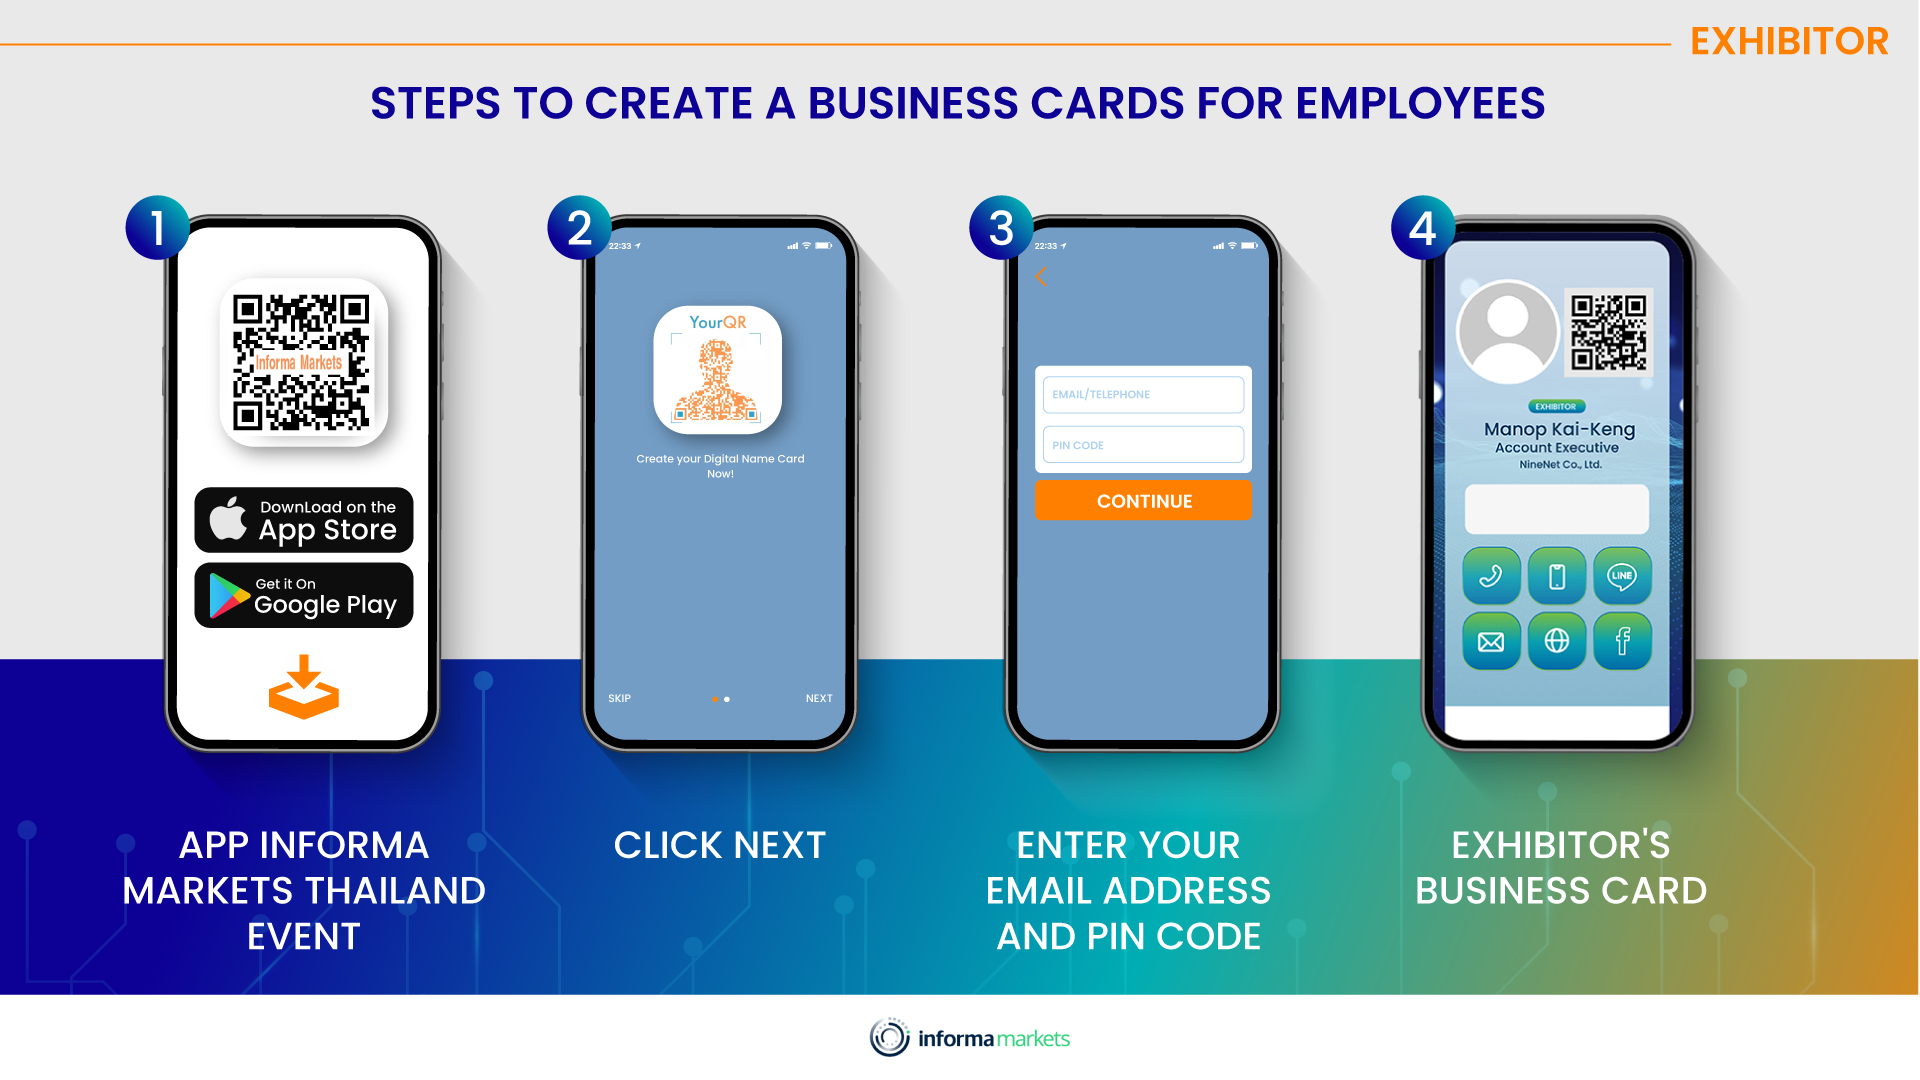 EXHIBITOR
STEPS TO CREATE A BUSINESS CARDS FOR EMPLOYEES
1
Informa Markets
DownLoad on the
App Store
Get it On
Google Play
APP INFORMA
MARKETS THAILAND
EVENT
2
22:33
YourQR
Create your Digital Name Card
Now!
SKIP
NEXT
CLICK NEXT
3
22:33
EMAIL/TELEPHONE
PIN CODE
CONTINUE
ENTER YOUR
EMAIL ADDRESS
AND PIN CODE
4
EXHIBITOR
Manop Kai-Keng
Account Executive
NineNet Co., Ltd.
LINE
EXHIBITOR'S
BUSINESS CARD
informa markets